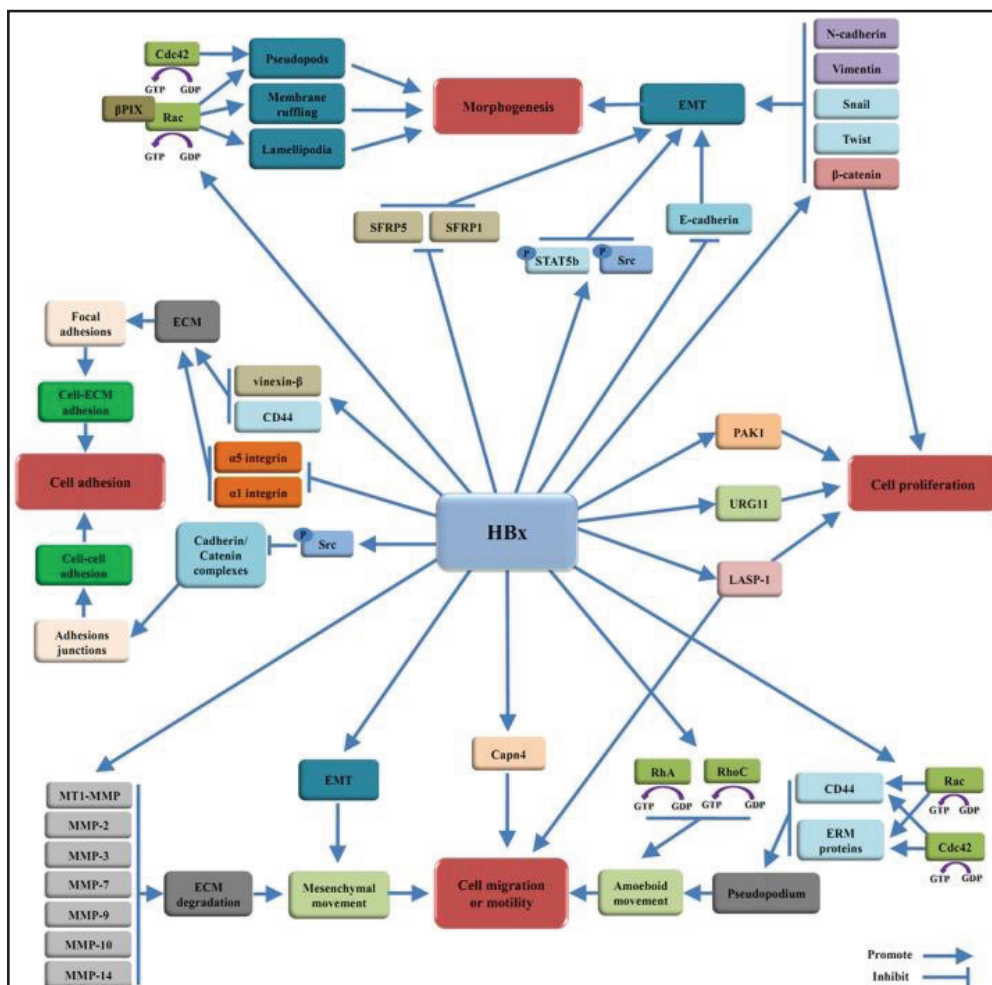 Cdc42
GTP GDP
βPIX
Rac
GTP GDP
Pseudopods
Membrane
ruffling
Lamellipodia
Morphogenesis
EMT
N-cadherin
Vimentin
Snail
Twist
β-catenin
SFRP5
SFRP1
P
STAT5b
P
Src
E-cadherin
Focal
adhesions
ECM
Cell-ECM
adhesion
Cell adhesion
Cell-cell
adhesion
Adhesions
junctions
vinexin-β
CD44
α5 integrin
α1 integrin
Cadherin/
Catenin
complexes
P
Src
HBx
PAK1
URG11
LASP-1
Cell proliferation
MT1-MMP
MMP-2
MMP-3
MMP-7
MMP-9
MMP-10
MMP-14
ECM
degradation
EMT
Mesenchymal
movement
Capn4
Cell migration
or motility
RhA
GTP GDP
RhoC
GTP GDP
Amoeboid
movement
CD44
ERM
proteins
Pseudopodium
Rac
GTP GDP
Cdc42
GTP GDP
Promote
Inhibit